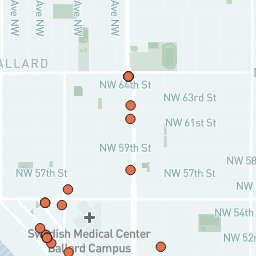 Ave NW
Ave NW
Ave NW
ALLARD
NW 64th St
NW 63rd St
NW 61st St
NW 59th St
NW 58
NW 57th St
NW 57th St
NW 54th
Swedish Medical Center
NW 52n
Ballard Campus